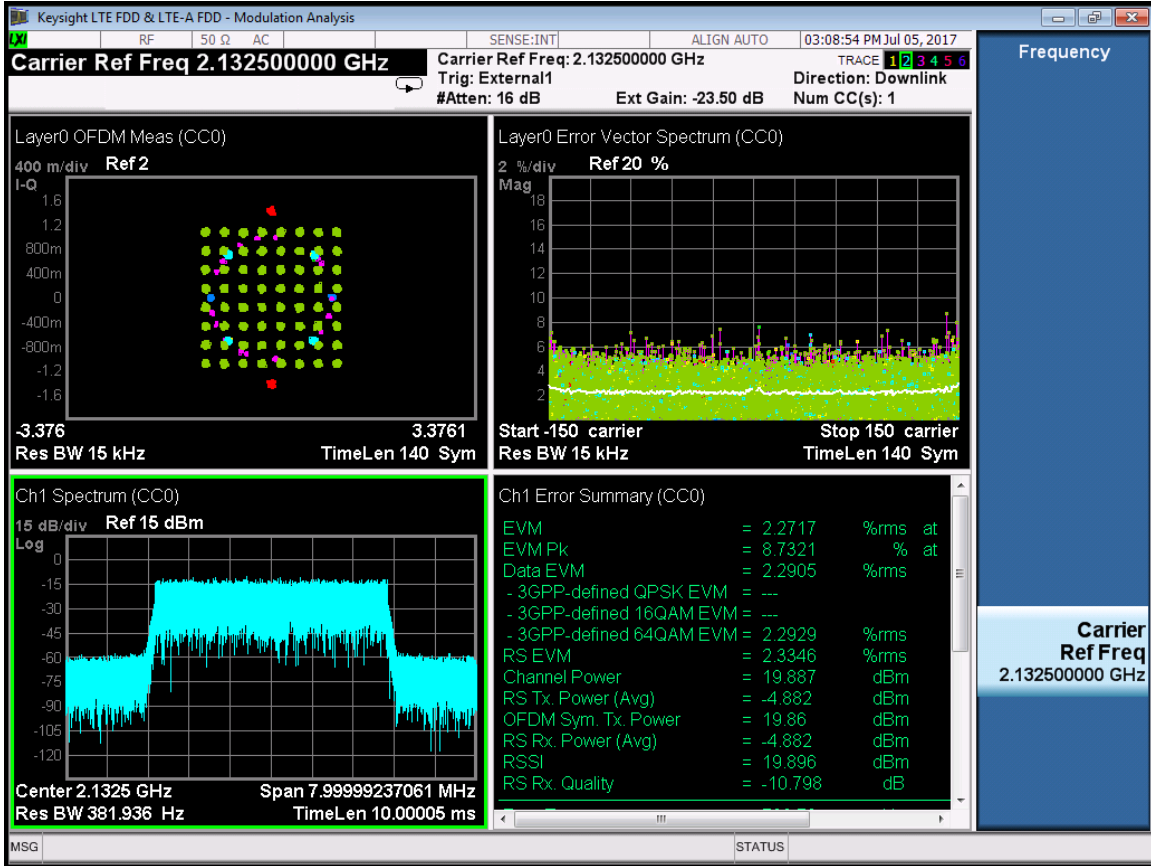 Keysight LTE FDD & LTE-A FDD - Modulation Analysis
LXI RF 50 Ω AC SENSE:INT ALIGN AUTO 03:08:54 PM Jul 05, 2017
Carrier Ref Freq 2.132500000 GHz
Carrier Ref Freq: 2.132500000 GHz
TRACE 1 2 3 4 5 6
Trig: External1
Direction: Downlink
#Atten: 16 dB Ext Gain: -23.50 dB Num CC(s): 1
Layer0 OFDM Meas (CC0)
400 m/div Ref 2
I-Q
1.6
1.2
800m
400m
0
-400m
-800m
-1.2
-1.6
-3.376 3.3761
Res BW 15 kHz TimeLen 140 Sym
Layer0 Error Vector Spectrum (CC0)
2 %/div Ref 20 %
Mag
18
16
14
12
10
8
6
4
2
Start -150 carrier Stop 150 carrier
Res BW 15 kHz TimeLen 140 Sym
Ch1 Spectrum (CC0)
15 dB/div Ref 15 dBm
Log
0
-15
-30
-45
-60
-75
-90
-105
-120
Center 2.1325 GHz Span 7.99999237061 MHz
Res BW 381.936 Hz TimeLen 10.00005 ms
Ch1 Error Summary (CC0)
EVM = 2.2717 %rms at
EVM Pk = 8.7321 % at
Data EVM = 2.2905 %rms
- 3GPP-defined QPSK EVM = ---
- 3GPP-defined 16QAM EVM = ---
- 3GPP-defined 64QAM EVM = 2.2929 %rms
RS EVM = 2.3346 %rms
Channel Power = 19.887 dBm
RS Tx. Power (Avg) = -4.882 dBm
OFDM Sym. Tx. Power = 19.86 dBm
RS Rx. Power (Avg) = -4.882 dBm
RSSI = 19.896 dBm
RS Rx. Quality = -10.798 dB
Frequency
Carrier
Ref Freq
2.132500000 GHz
MSG STATUS